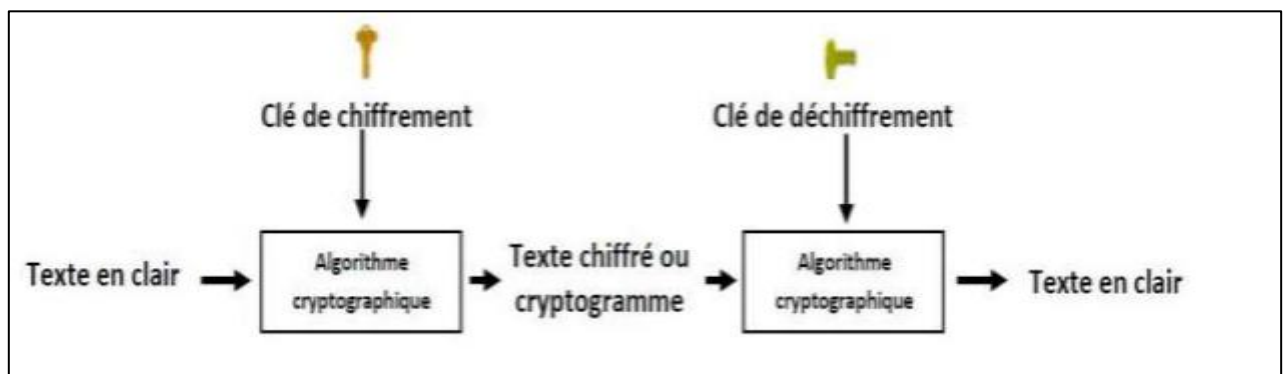 Clé de chiffrement
Clé de déchiffrement
Texte en clair
Algorithme
cryptographique
Texte chiffré ou
cryptogramme
Algorithme
cryptographique
Texte en clair